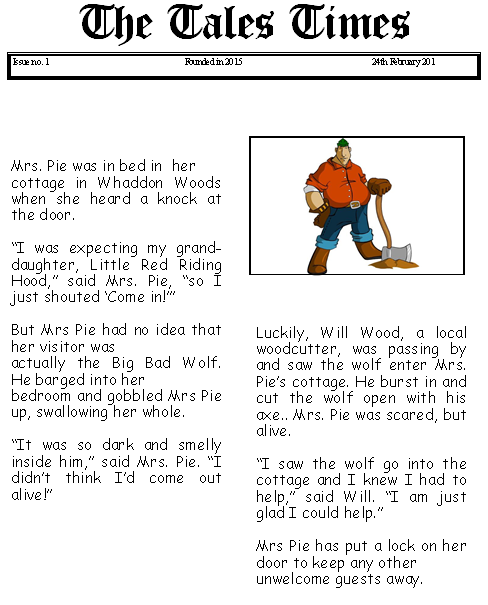 The Tales Times
Issue no. 1 Founded in 2015 24th February 201
Mrs. Pie was in bed in her
cottage in Whaddon Woods
when she heard a knock at
the door.
“I was expecting my grand-
daughter, Little Red Riding
Hood,” said Mrs. Pie, “so I
just shouted ‘Come in!’”
But Mrs Pie had no idea that
her visitor was
actually the Big Bad Wolf.
He barged into her
bedroom and gobbled Mrs Pie
up, swallowing her whole.
“It was so dark and smelly
inside him,” said Mrs. Pie. “I
didn’t think I’d come out
alive!”
Luckily, Will Wood, a local
woodcutter, was passing by
and saw the wolf enter Mrs.
Pie’s cottage. He burst in and
cut the wolf open with his
axe.. Mrs. Pie was scared, but
alive.
“I saw the wolf go into the
cottage and I knew I had to
help,” said Will. “I am just
glad I could help.”
Mrs Pie has put a lock on her
door to keep any other
unwelcome guests away.